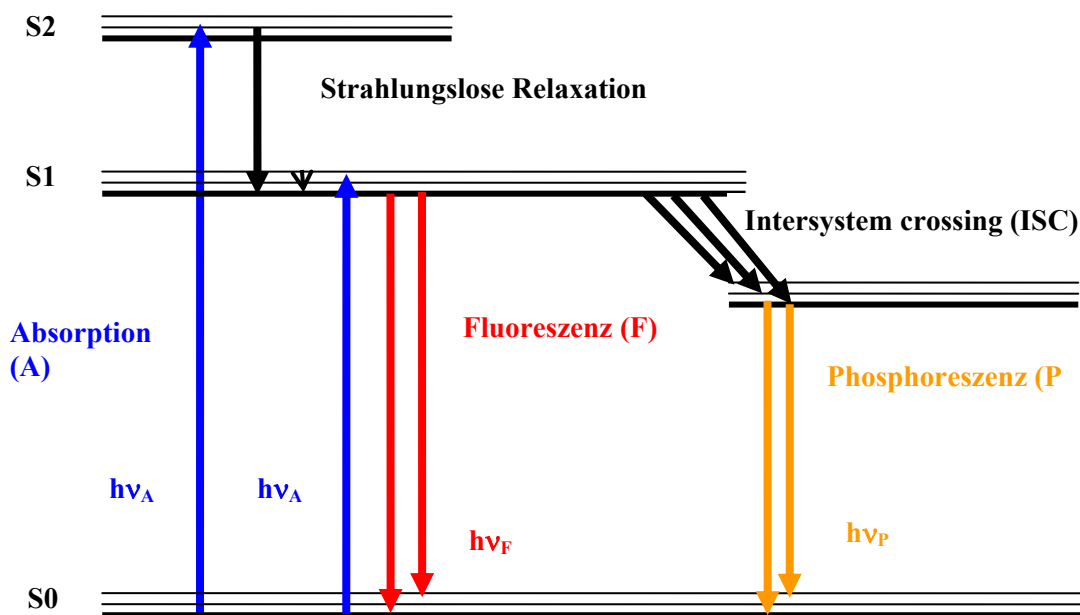 S2
Strahlungslose Relaxation
S1
Intersystem crossing (ISC)
Absorption
(A)
Fluoreszenz (F)
Phosphoreszenz (P
hνA
hνA
hνF
hνP
S0